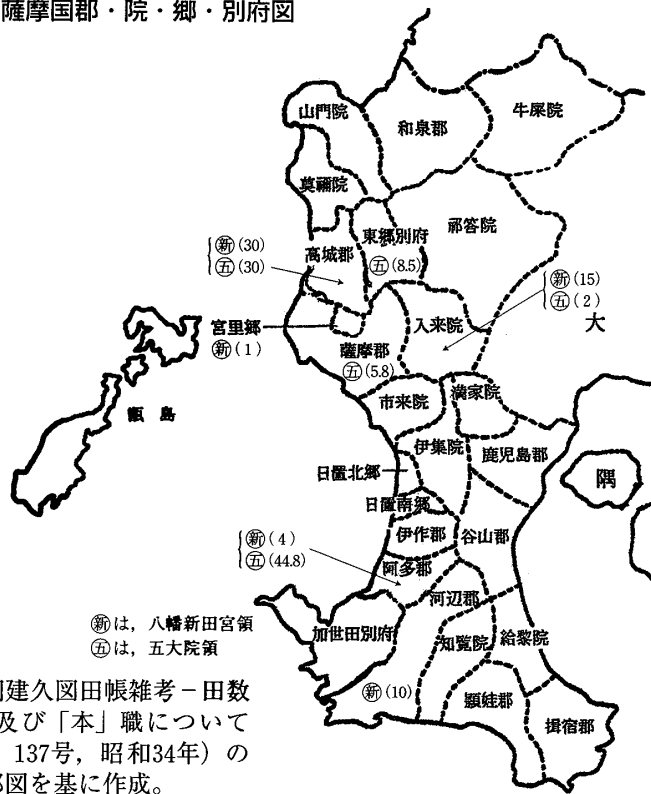 薩摩国郡・院・郷・別府図
山門院
和泉郡
牛屎院
莫禰院
高城郡
東郷別府
祁答院
㊟新(30)
五(30)
五(8.5)
新(15)
五(2)
大
宮里郷
新(1)
薩摩郡
五(5.8)
入来院
甑島
市来院
満家院
伊集院
鹿児島郡
隅
日置北郷
日置南郷
伊作郡
谷山郡
新(4)
五(44.8)
阿多郡
河辺郡
加世田別府
知覧院
給黎院
新(10)
頴娃郡
揖宿郡
新は，八幡新田宮領
五は，五大院領
建久図田帳雑考－田数
及び「本」職について
137号，昭和34年）の
図を基に作成。